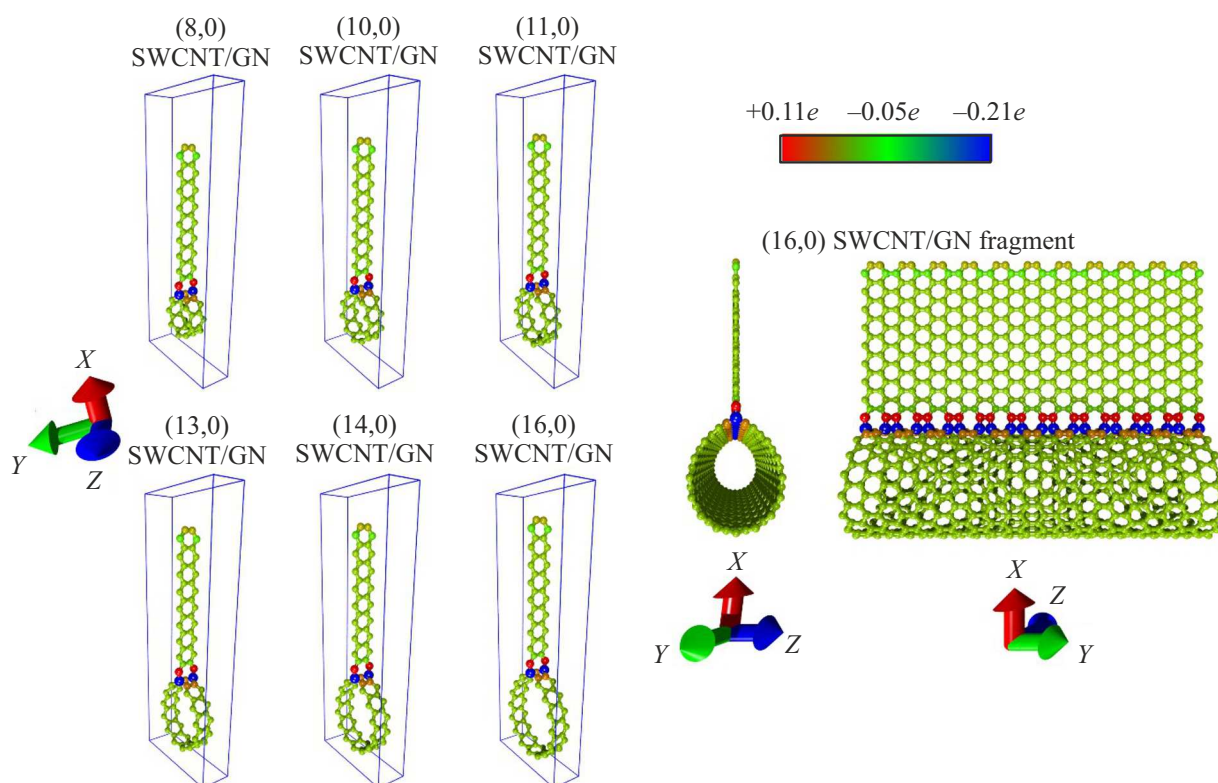 (8,0)
SWCNT/GN
(10,0)
SWCNT/GN
(11,0)
SWCNT/GN
+0.11e
–0.05e
–0.21e
(16,0) SWCNT/GN fragment
X
Y
Z
(13,0)
SWCNT/GN
(14,0)
SWCNT/GN
(16,0)
SWCNT/GN
X
Y
Z
X
Z
Y